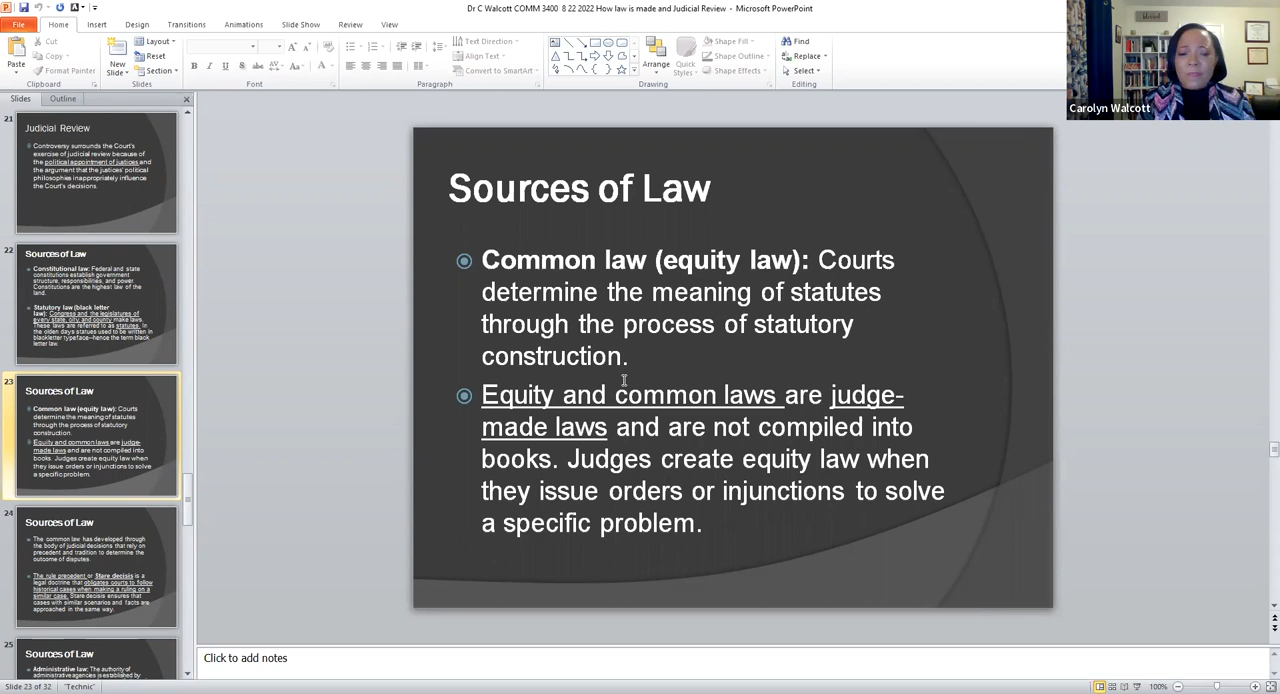 Dr C Walcott COMM 3400 8 22 2022 How law is made and Judicial Review - Microsoft PowerPoint
File Home Insert Design Transitions Animations Slide Show Review View
Paste
Cut
Copy
Format Painter
Clipboard
New Slide
Layout
Reset
Section
Slides
Font
Paragraph
Text Direction
Align Text
Convert to SmartArt
Arrange
Quick Styles
Shape Fill
Shape Outline
Shape Effects
Drawing
Find
Replace
Select
Editing
Carolyn Walcott
Slides Outline
21
Judicial Review
Controversy surrounds the Court's
exercise of judicial review because of
the political appointment of justices and
the argument that the justices' political
philosophies inappropriately influence
the Court's decisions.
22
Sources of Law
Constitutional law: Federal and state
constitutions establish government
structure, responsibilities, and power.
Constitutions are the highest law of the
land.
Statutory law (black letter
law): Congress and the legislatures of
every state, city, and county make laws.
These laws are referred to as statutes. In
the olden days statues used to be written in
blackletter typeface--hence the term black
letter law.
23
Sources of Law
Common law (equity law): Courts
determine the meaning of statutes
through the process of statutory
construction.
Equity and common laws are judge-
made laws and are not compiled into
books. Judges create equity law when
they issue orders or injunctions to solve
a specific problem.
24
Sources of Law
The common law has developed through
the body of judicial decisions that rely on
precedent and tradition to determine the
outcome of disputes.
The rule precedent or Stare decisis is a
legal doctrine that obligates courts to follow
historical cases when making a ruling on a
similar case. Stare decisis ensures that
cases with similar scenarios and facts are
approached in the same way.
25
Sources of Law
Administrative law: The authority of
administrative agencies is established by
Sources of Law
Common law (equity law): Courts
determine the meaning of statutes
through the process of statutory
construction.
Equity and common laws are judge-
made laws and are not compiled into
books. Judges create equity law when
they issue orders or injunctions to solve
a specific problem.
Click to add notes
Slide 23 of 32 "Technic" 100%